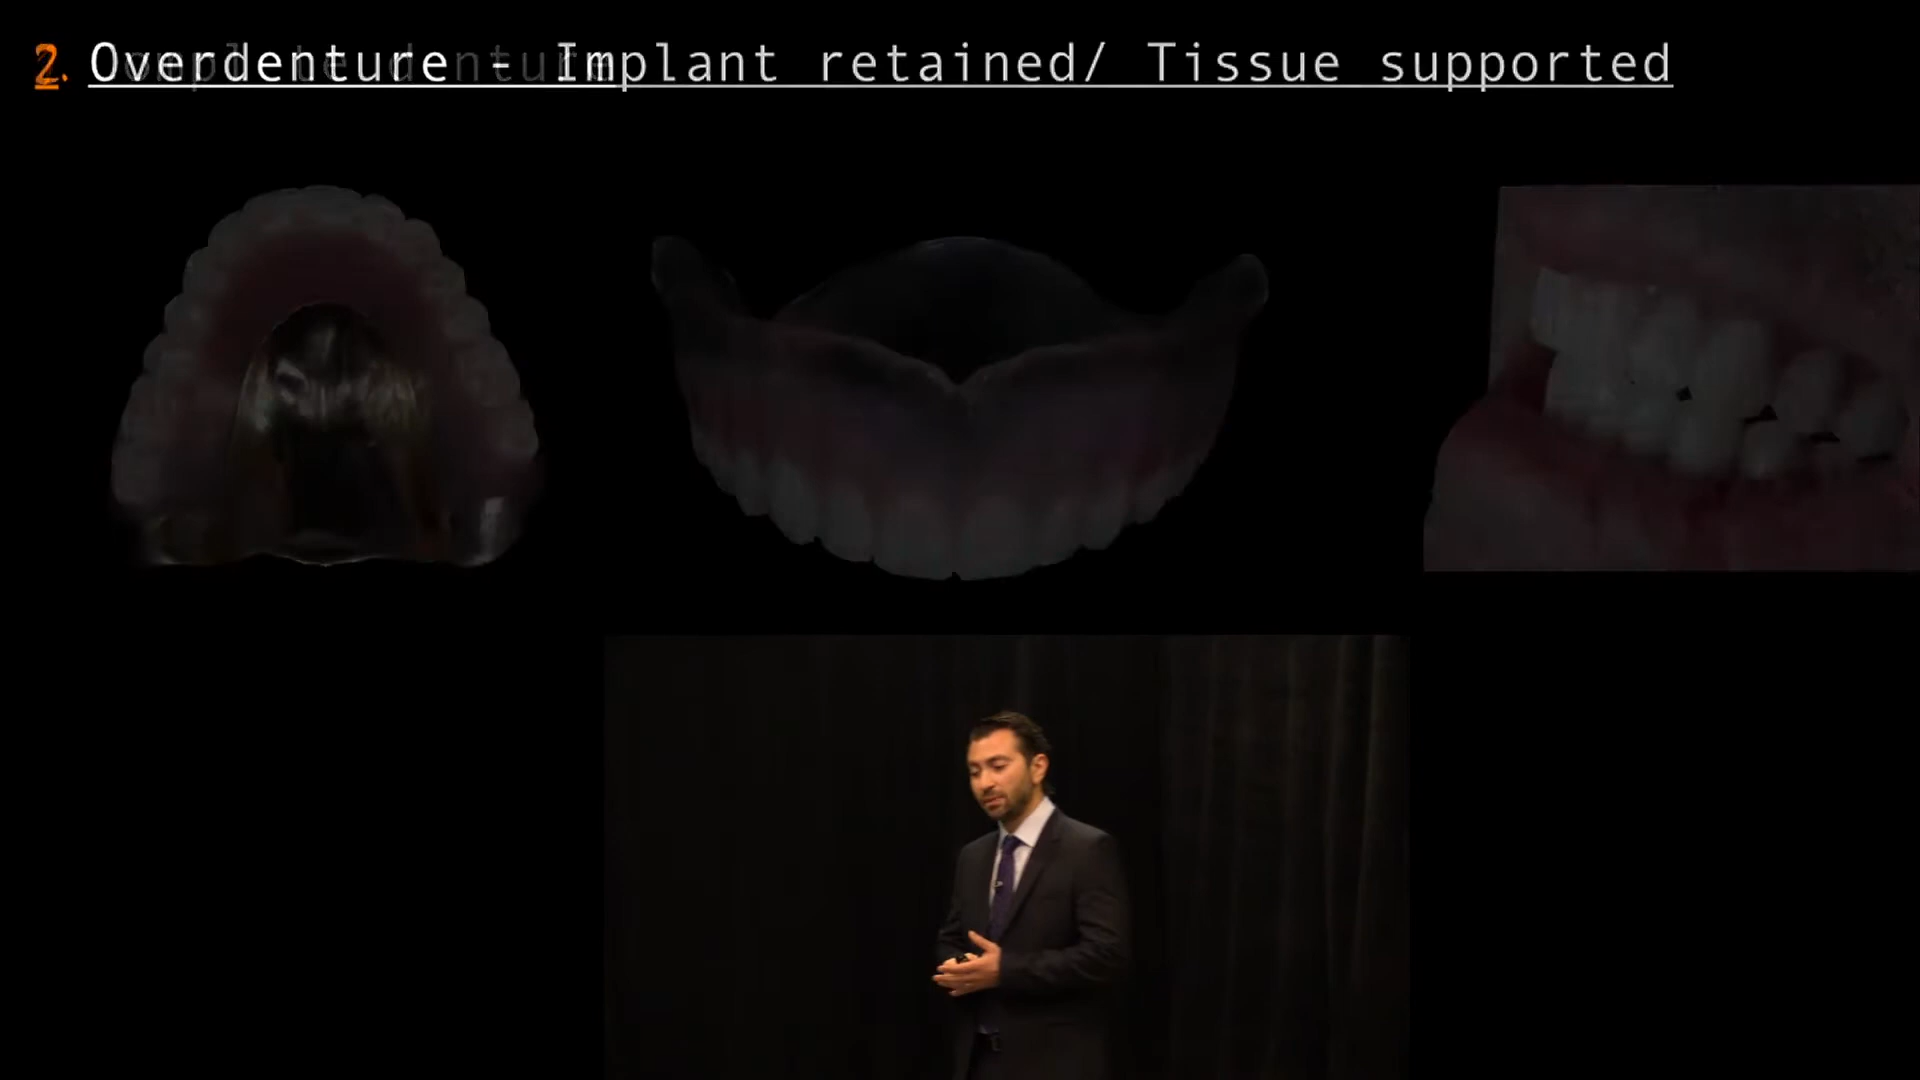 2. Overdenture - Implant retained/ Tissue supported